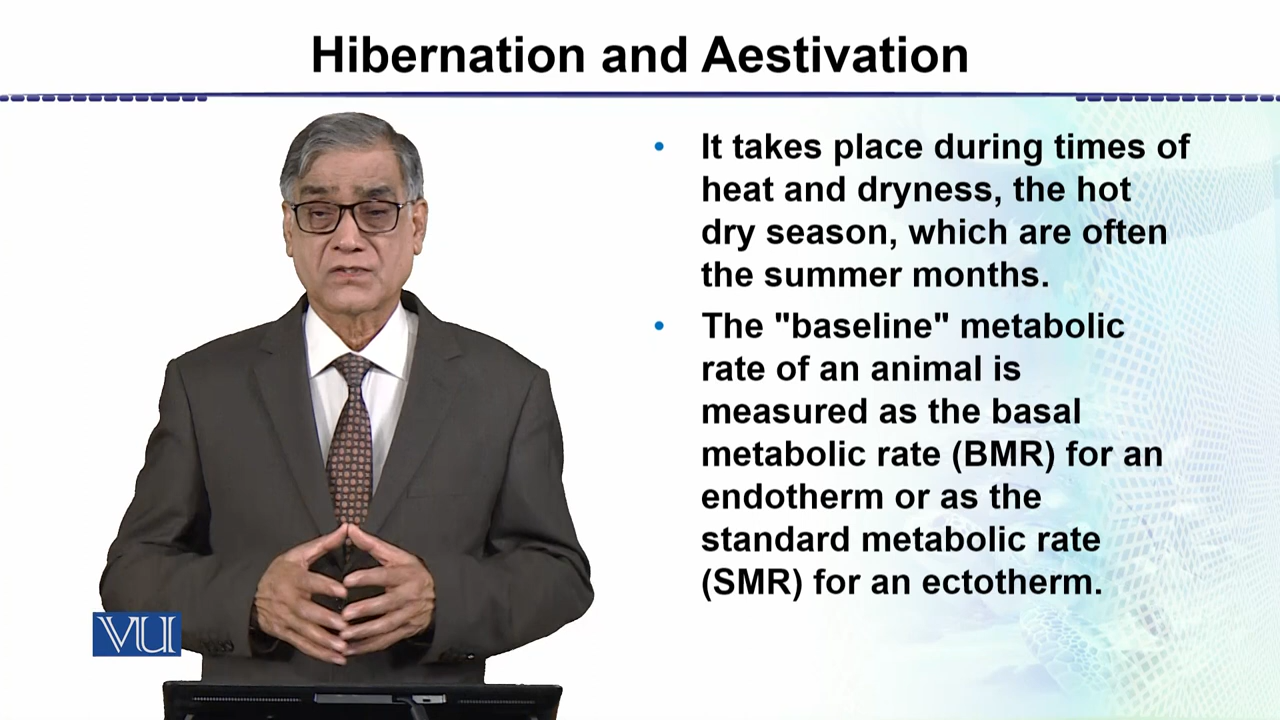 Hibernation and Aestivation
• It takes place during times of
heat and dryness, the hot
dry season, which are often
the summer months.
• The "baseline" metabolic
rate of an animal is
measured as the basal
metabolic rate (BMR) for an
endotherm or as the
standard metabolic rate
(SMR) for an ectotherm.
VU